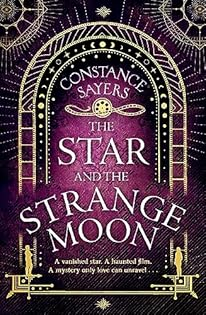 CONSTANCE
SAYERS
THE
STAR
AND THE
STRANGE
MOON
A vanished star. A haunted film.
A mystery only love can unravel . . .